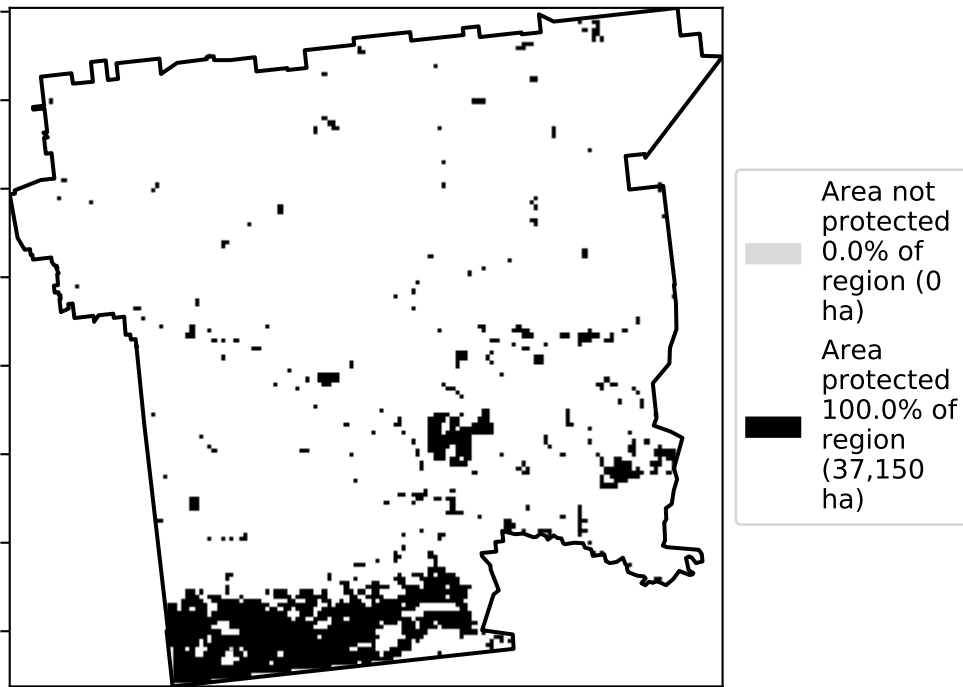 Area not
protected
0.0% of
region (0
ha)
Area
protected
100.0% of
region
(37,150
ha)